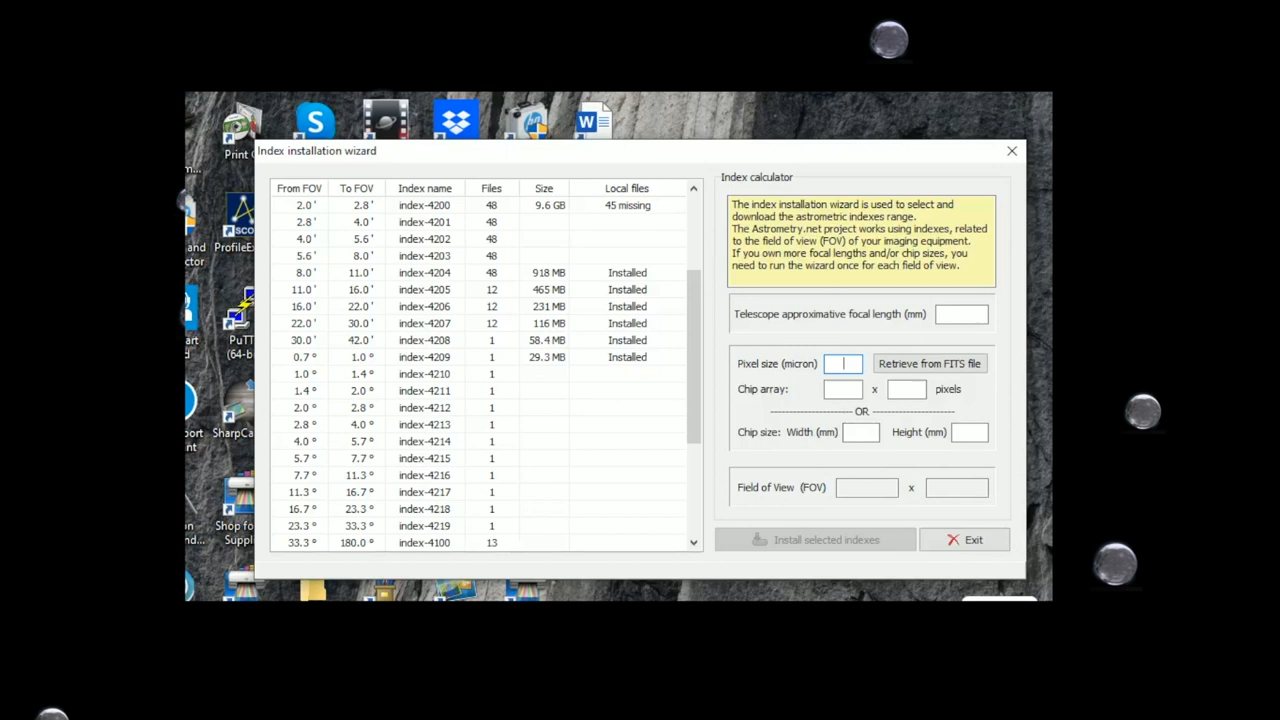 S
W
Print
Index installation wizard
From FOV To FOV Index name Files Size Local files
2.0 ' 2.8 ' index-4200 48 9.6 GB 45 missing
2.8 ' 4.0 ' index-4201 48
4.0 ' 5.6 ' index-4202 48
5.6 ' 8.0 ' index-4203 48
8.0 ' 11.0 ' index-4204 48 918 MB Installed
11.0 ' 16.0 ' index-4205 12 465 MB Installed
16.0 ' 22.0 ' index-4206 12 231 MB Installed
22.0 ' 30.0 ' index-4207 12 116 MB Installed
30.0 ' 42.0 ' index-4208 1 58.4 MB Installed
0.7 º 1.0 º index-4209 1 29.3 MB Installed
1.0 º 1.4 º index-4210 1
1.4 º 2.0 º index-4211 1
2.0 º 2.8 º index-4212 1
2.8 º 4.0 º index-4213 1
4.0 º 5.7 º index-4214 1
5.7 º 7.7 º index-4215 1
7.7 º 11.3 º index-4216 1
11.3 º 16.7 º index-4217 1
16.7 º 23.3 º index-4218 1
23.3 º 33.3 º index-4219 1
33.3 º 180.0 º index-4100 13
Index calculator
The index installation wizard is used to select and
download the astrometric indexes range.
The Astrometry.net project works using indexes, related
to the field of view (FOV) of your imaging equipment.
If you own more focal lengths and/or chip sizes, you
need to run the wizard once for each field of view.
Telescope approximative focal length (mm)
Pixel size (micron) Retrieve from FITS file
Chip array: x pixels
OR
Chip size: Width (mm) Height (mm)
Field of View (FOV) x
Install selected indexes Exit
and ProfileEx
ctor
PuTT
(64-b
SharpCa
Shop for
Suppli